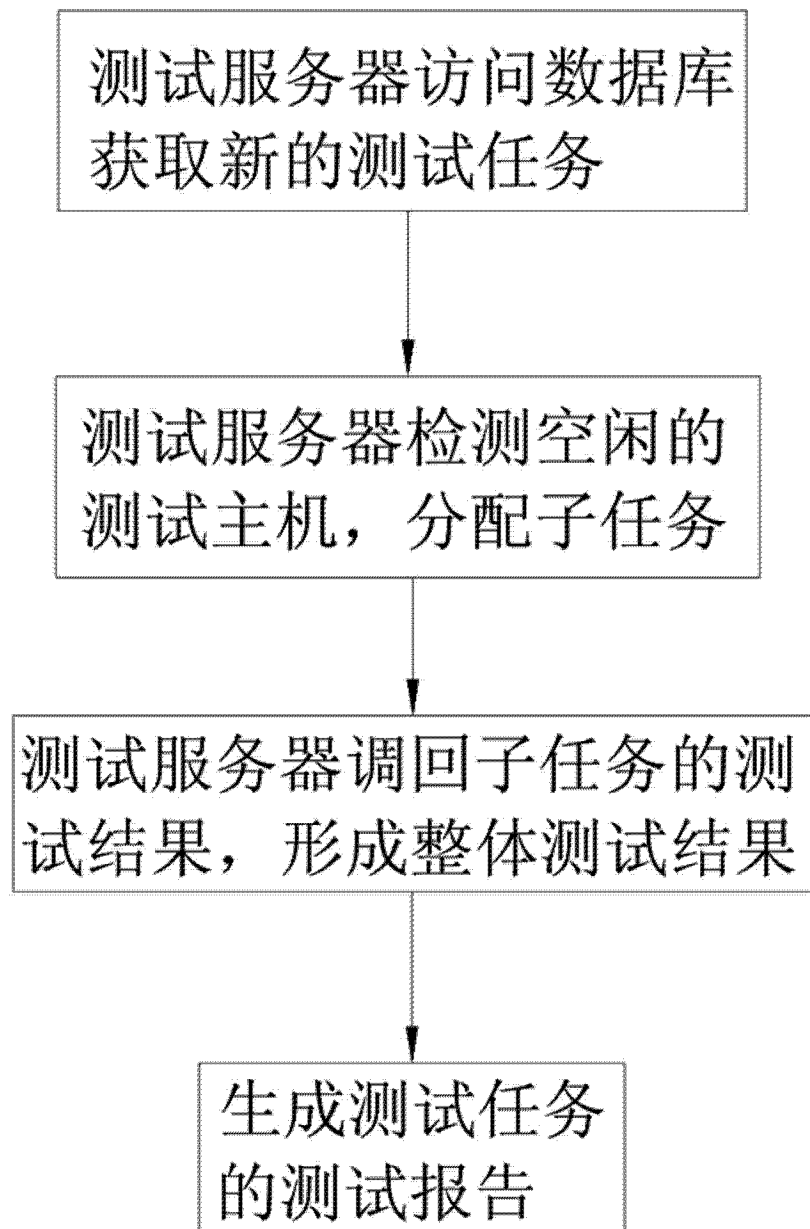 测试服务器访问数据库
获取新的测试任务
测试服务器检测空闲的
测试主机，分配子任务
测试服务器调回子任务的测
试结果，形成整体测试结果
生成测试任务
的测试报告